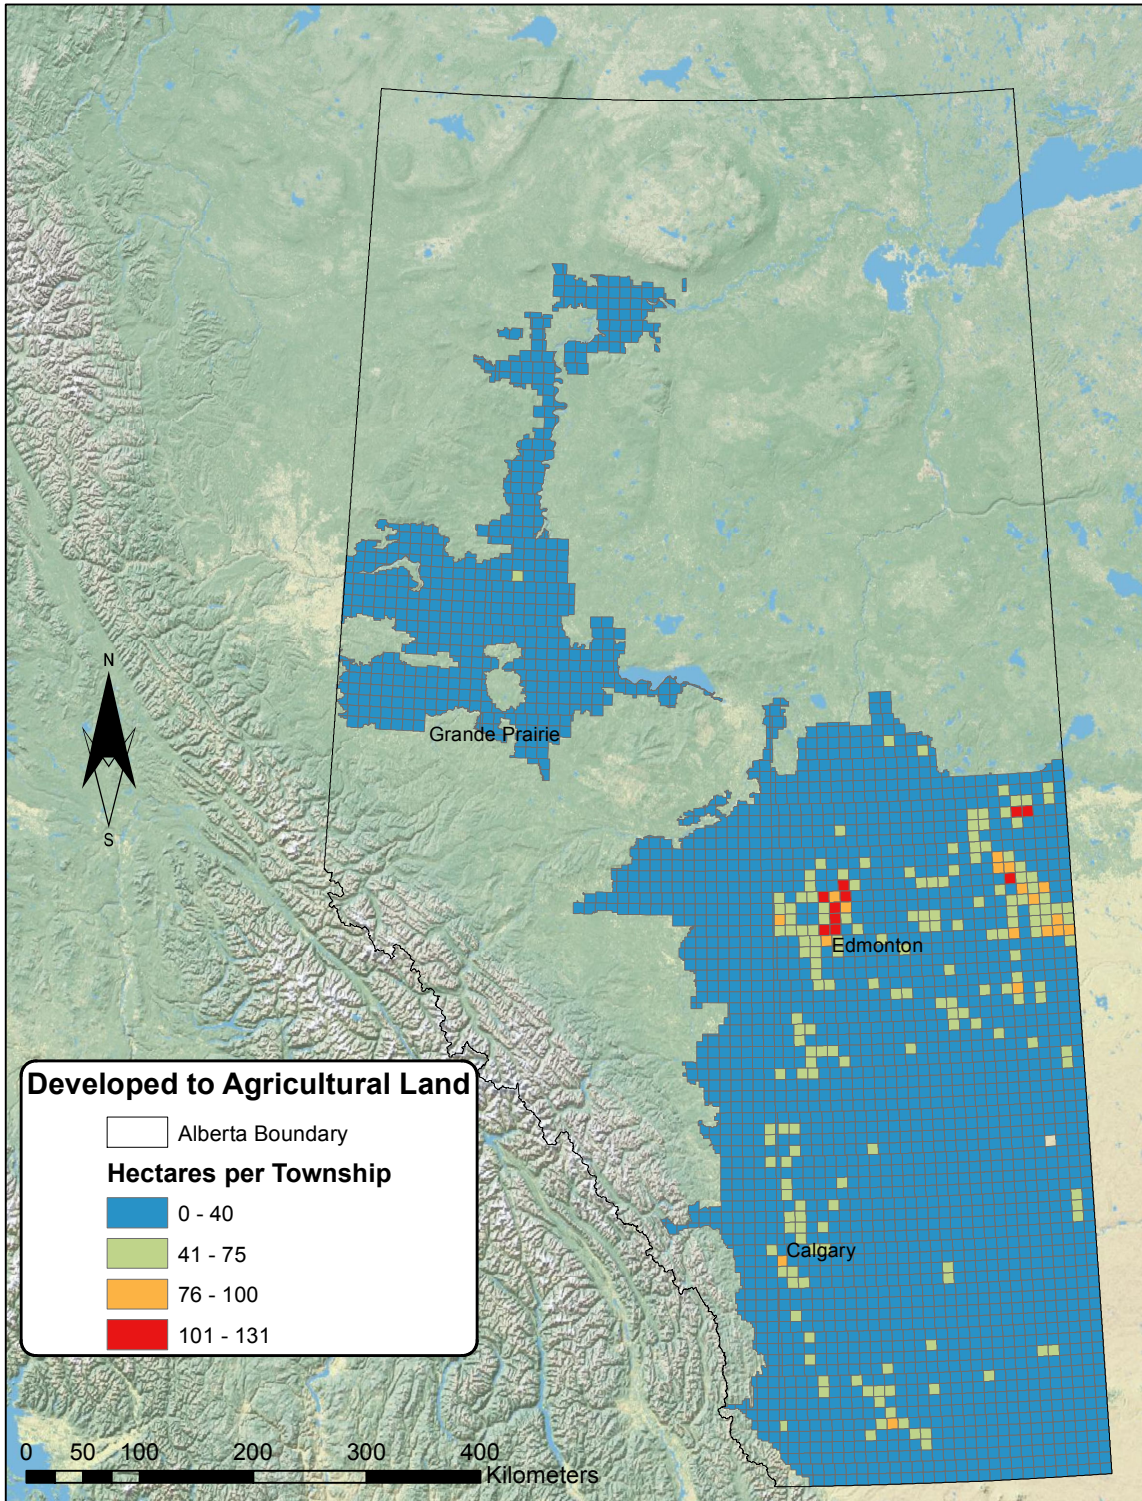 N
S
Grande Prairie
Edmonton
Calgary
Developed to Agricultural Land
Alberta Boundary
Hectares per Township
0 - 40
41 - 75
76 - 100
101 - 131
0 50 100 200 300 400
Kilometers